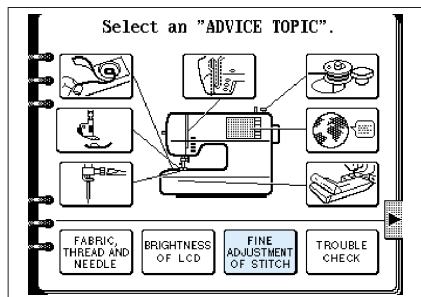 Select an "ADVICE TOPIC".
FABRIC,
THREAD AND
NEEDLE
BRIGHTNESS
OF LCD
FINE
ADJUSTMENT
OF STITCH
TROUBLE
CHECK